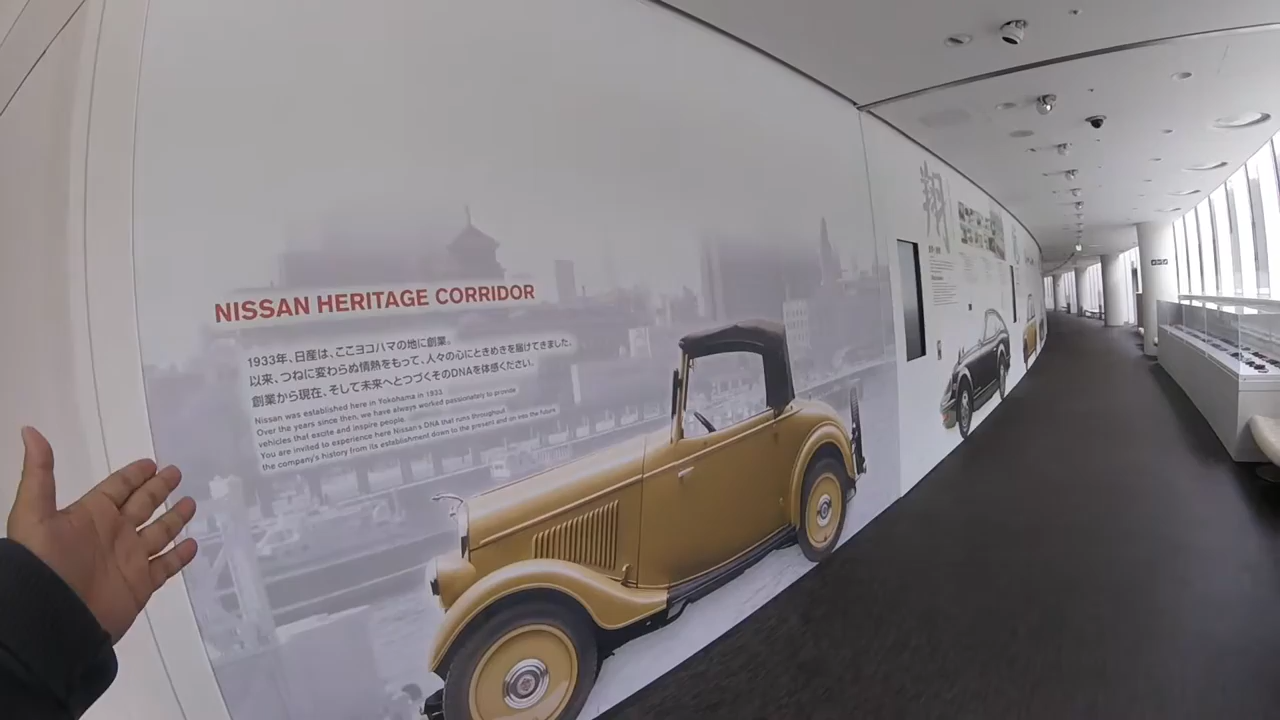 NISSAN HERITAGE CORRIDOR
1933年、日産は、ここヨコハマの地に創業。
以来、つねに変わらぬ情熱をもって、人々の心にときめきを届けてきました。
創業から現在、そして未来へとつづくそのDNAを体感ください。
Nissan was established here in Yokohama in 1933.
Over the years since then, we have always worked passionately to provide
vehicles that excite and inspire people.
You are invited to experience here Nissan's DNA that runs throughout
the company's history from its establishment down to the present and on into the future.
翔